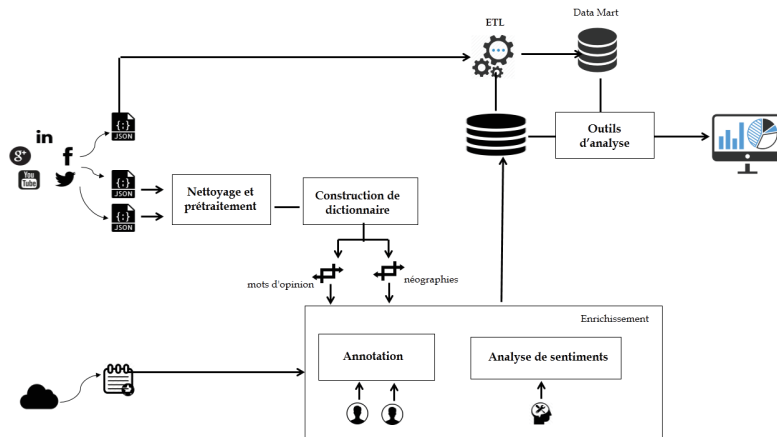 Data Mart
ETL
{;}
JSON
in
g+
f
You
Tube
{;}
JSON
{;}
JSON
Outils
d'analyse
Nettoyage et
prétraitement
Construction de
dictionnaire
mots d'opinion
néographies
Enrichissement
Annotation
Analyse de sentiments